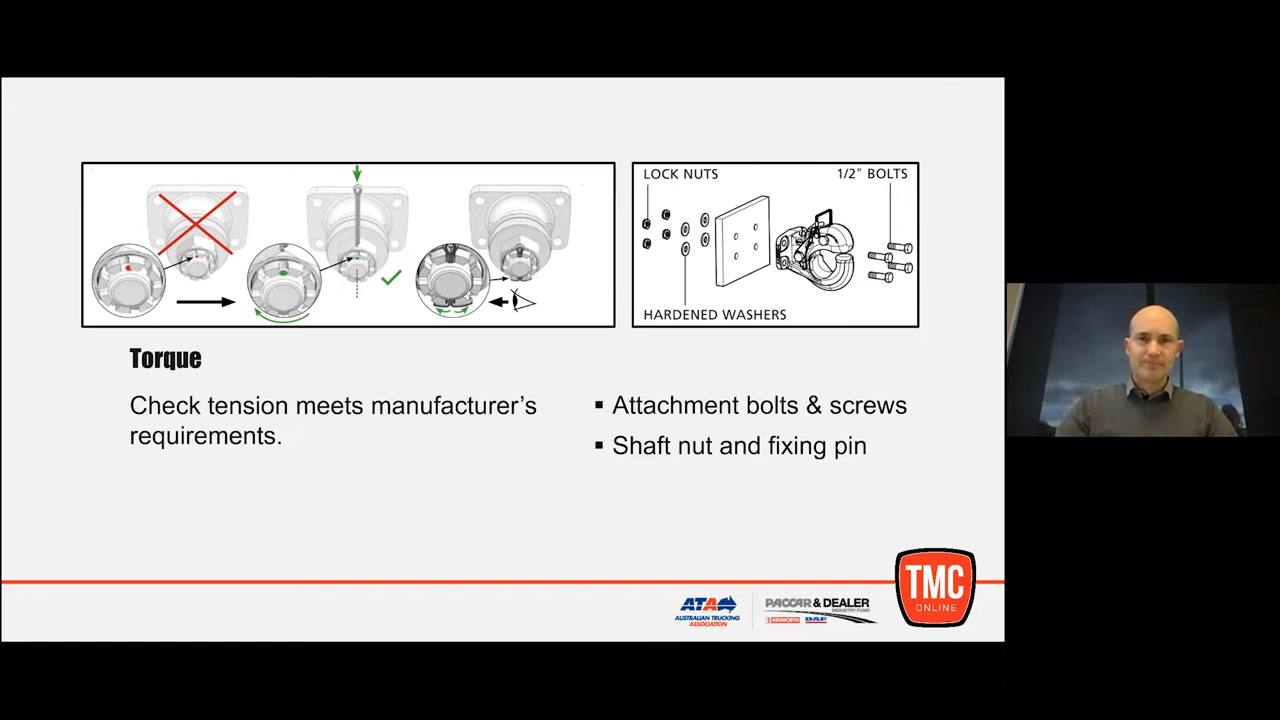 LOCK NUTS
1/2" BOLTS
HARDENED WASHERS
Torque
Check tension meets manufacturer's
requirements.
▪ Attachment bolts & screws
▪ Shaft nut and fixing pin
ATA
AUSTRALIAN TRUCKING
ASSOCIATION
PACCAR & DEALER
INDUSTRY FUND
KENWORTH DAF
TMC
ONLINE